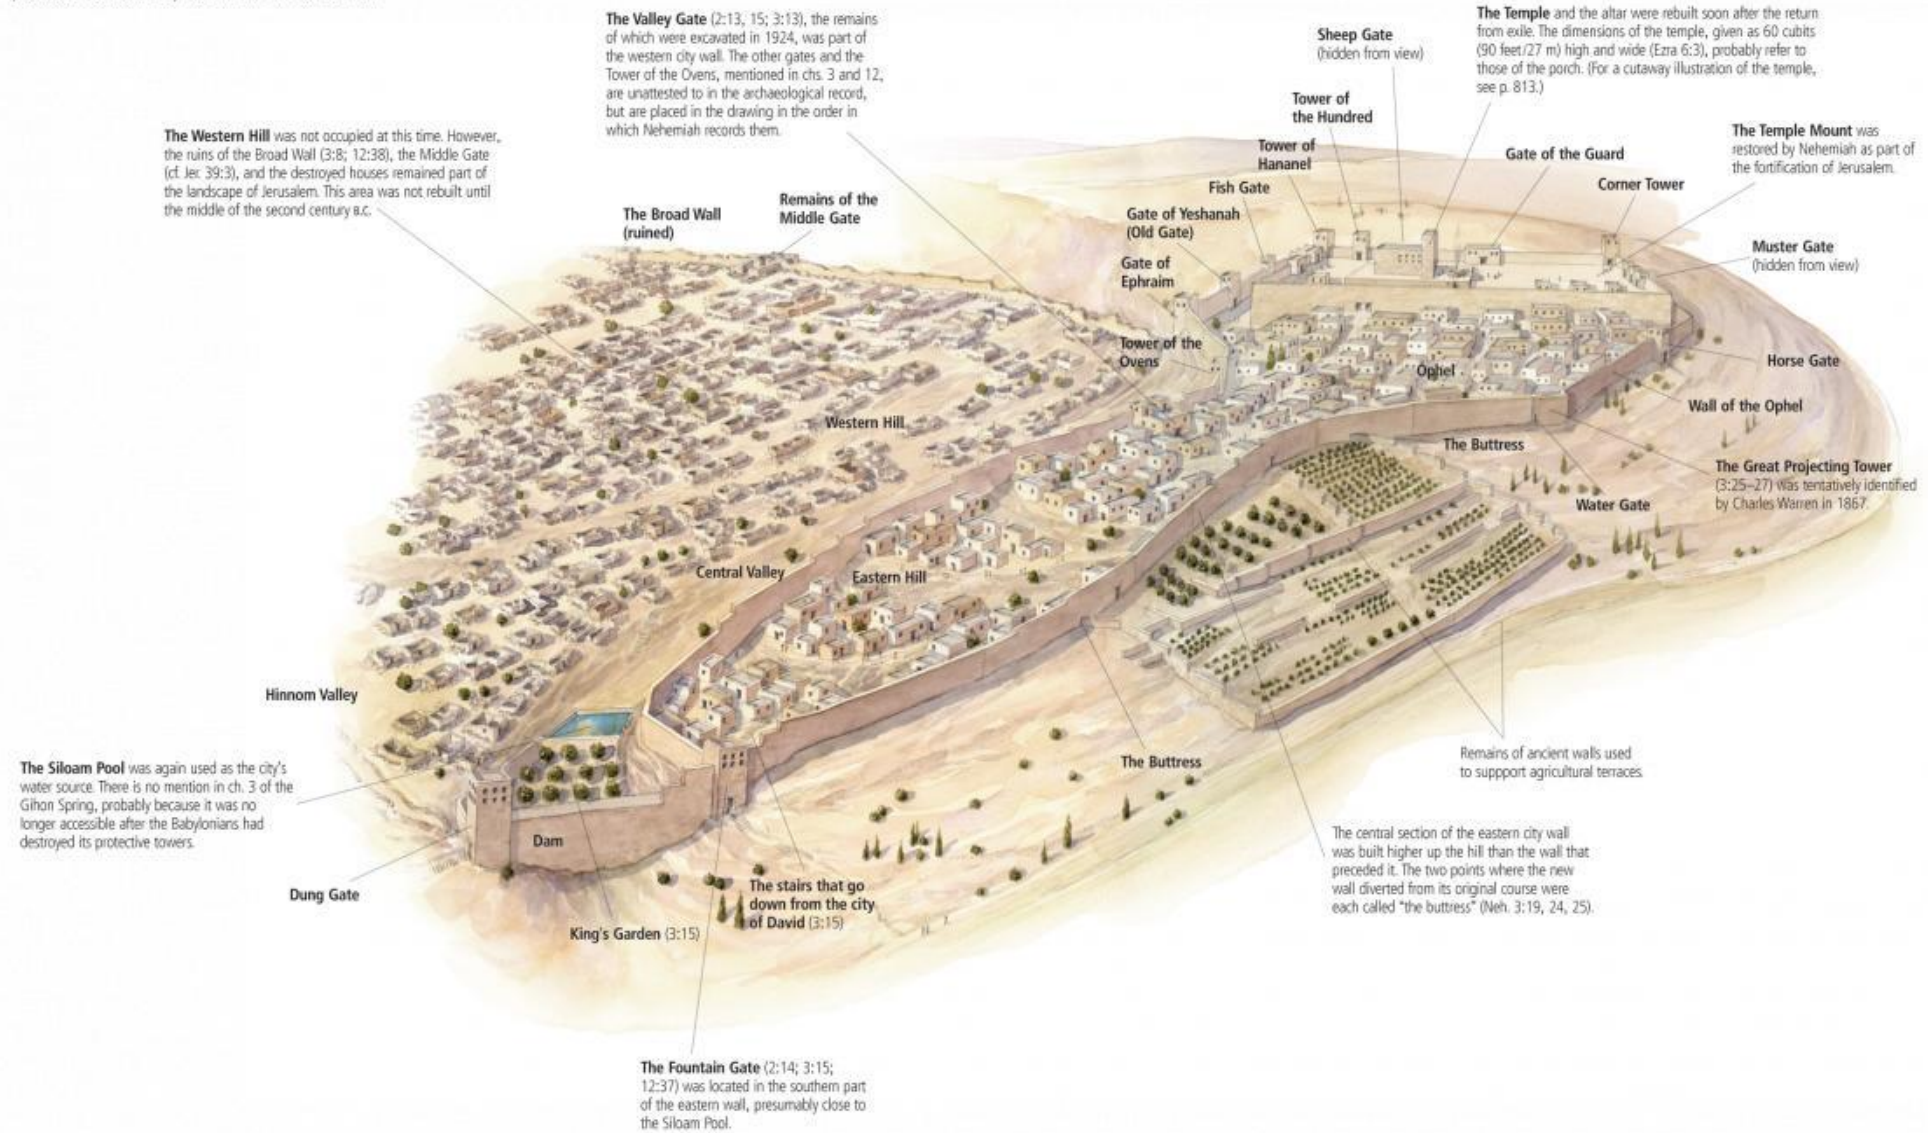 The Valley Gate (2:13, 15; 3:13), the remains
of which were excavated in 1924, was part of
the western city wall. The other gates and the
Tower of the Ovens, mentioned in chs. 3 and 12,
are unattested to in the archaeological record,
but are placed in the drawing in the order in
which Nehemiah records them.
Sheep Gate
(hidden from view)
The Temple and the altar were rebuilt soon after the return
from exile. The dimensions of the temple, given as 60 cubits
(90 feet/27 m) high and wide (Ezra 6:3), probably refer to
those of the porch. (For a cutaway illustration of the temple,
see p. 813.)
The Western Hill was not occupied at this time. However,
the ruins of the Broad Wall (3:8; 12:38), the Middle Gate
(cf. Jer. 39:3), and the destroyed houses remained part of
the landscape of Jerusalem. This area was not rebuilt until
the middle of the second century B.C.
Tower of
the Hundred
Tower of
Hananel
Gate of the Guard
The Temple Mount was
restored by Nehemiah as part of
the fortification of Jerusalem.
Fish Gate
Corner Tower
The Broad Wall
(ruined)
Remains of the
Middle Gate
Gate of Yeshanah
(Old Gate)
Muster Gate
(hidden from view)
Gate of
Ephraim
Tower of the
Ovens
Ophel
Horse Gate
Western Hill
Wall of the Ophel
The Buttress
The Great Projecting Tower
(3:25–27) was tentatively identified
by Charles Warren in 1867.
Water Gate
Central Valley
Eastern Hill
Hinnom Valley
The Siloam Pool was again used as the city's
water source. There is no mention in ch. 3 of the
Gihon Spring, probably because it was no
longer accessible after the Babylonians had
destroyed its protective towers.
The Buttress
Remains of ancient walls used
to suppport agricultural terraces.
Dam
The central section of the eastern city wall
was built higher up the hill than the wall that
preceded it. The two points where the new
wall diverted from its original course were
each called "the buttress" (Neh. 3:19, 24, 25).
Dung Gate
The stairs that go
down from the city
of David (3:15)
King's Garden (3:15)
The Fountain Gate (2:14; 3:15;
12:37) was located in the southern part
of the eastern wall, presumably close to
the Siloam Pool.